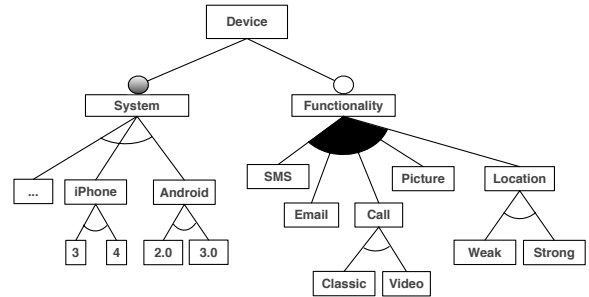 Device
System
Functionality
...
iPhone
Android
SMS
Picture
Location
Email
Call
3
4
2.0
3.0
Weak
Strong
Classic
Video